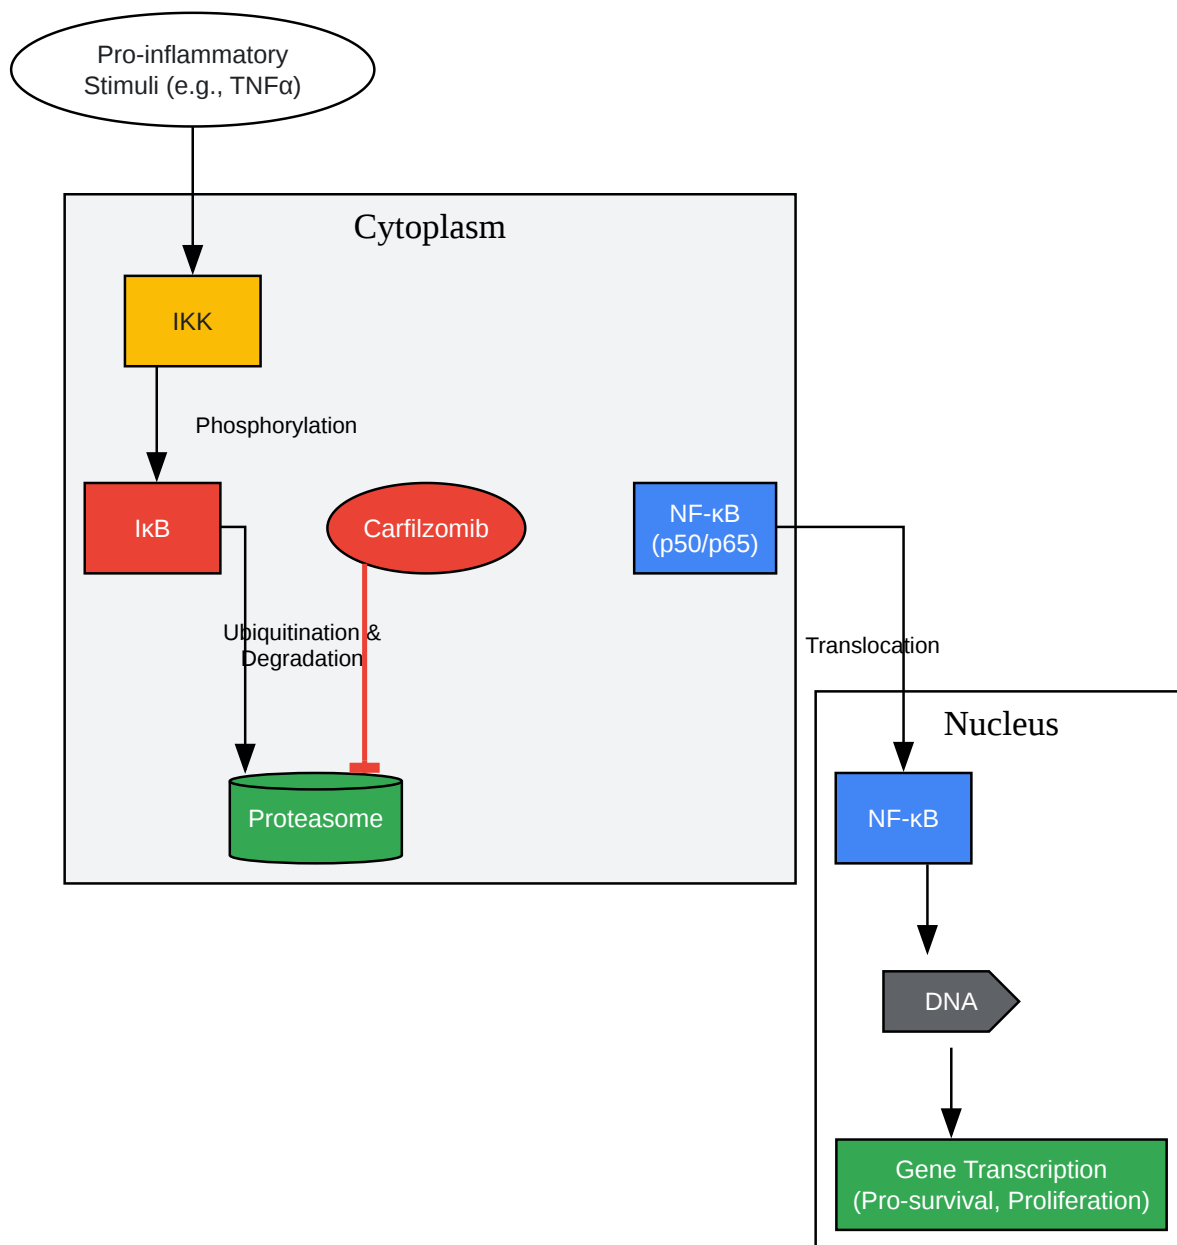 Pro-inflammatory
Stimuli (e.g., TNFα)
Cytoplasm
IKK
Phosphorylation
IκB
Carfilzomib
NF-κB
(p50/p65)
Ubiquitination &
Degradation
Translocation
Nucleus
Proteasome
NF-κB
DNA
Gene Transcription
(Pro-survival, Proliferation)